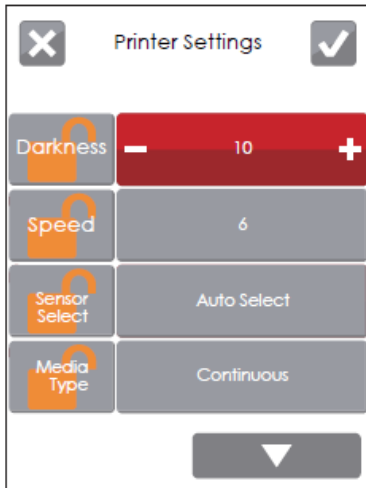 Printer Settings
Darkness
10
Speed
6
Sensor
Select
Auto Select
Media
Type
Continuous